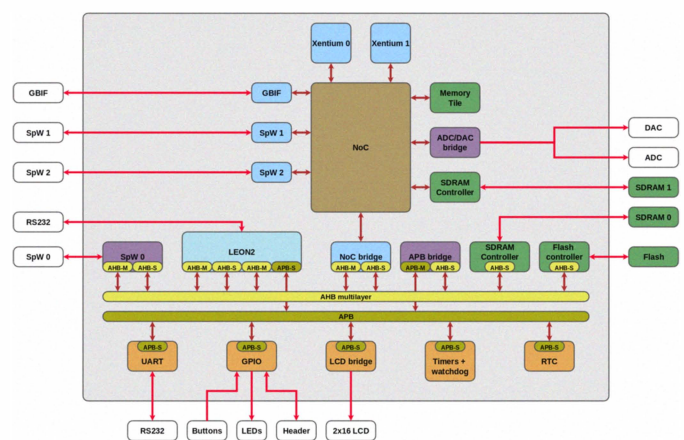 Xentium 0
Xentium 1
GBIF
GBIF
Memory
Tile
SpW 1
SpW 1
NoC
ADC/DAC
bridge
DAC
ADC
SpW 2
SpW 2
SDRAM
Controller
SDRAM 1
SDRAM 0
RS232
SpW 0
SpW 0
AHB-M
AHB-S
LEON2
AHB-M
AHB-S
AHB-M
APB-S
NoC bridge
AHB-M
AHB-S
APB bridge
APB-M
AHB-S
SDRAM
Controller
AHB-S
Flash
controller
AHB-S
Flash
AHB multilayer
APB
APB-S
UART
APB-S
GPIO
APB-S
LCD bridge
APB-S
Timers +
watchdog
APB-S
RTC
RS232
Buttons
LEDs
Header
2x16 LCD